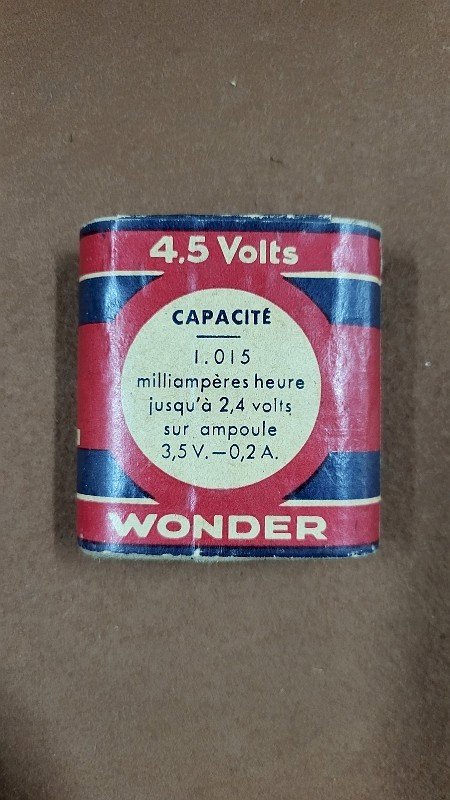 4.5 Volts
CAPACITÉ
1.015
milliampères heure
jusqu'à 2,4 volts
sur ampoule
3,5 V.—0,2 A.
WONDER